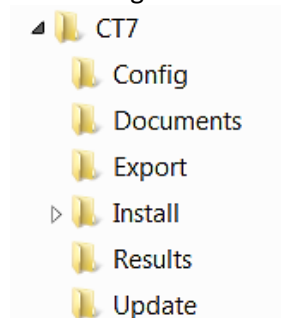 CT7
Config
Documents
Export
Install
Results
Update